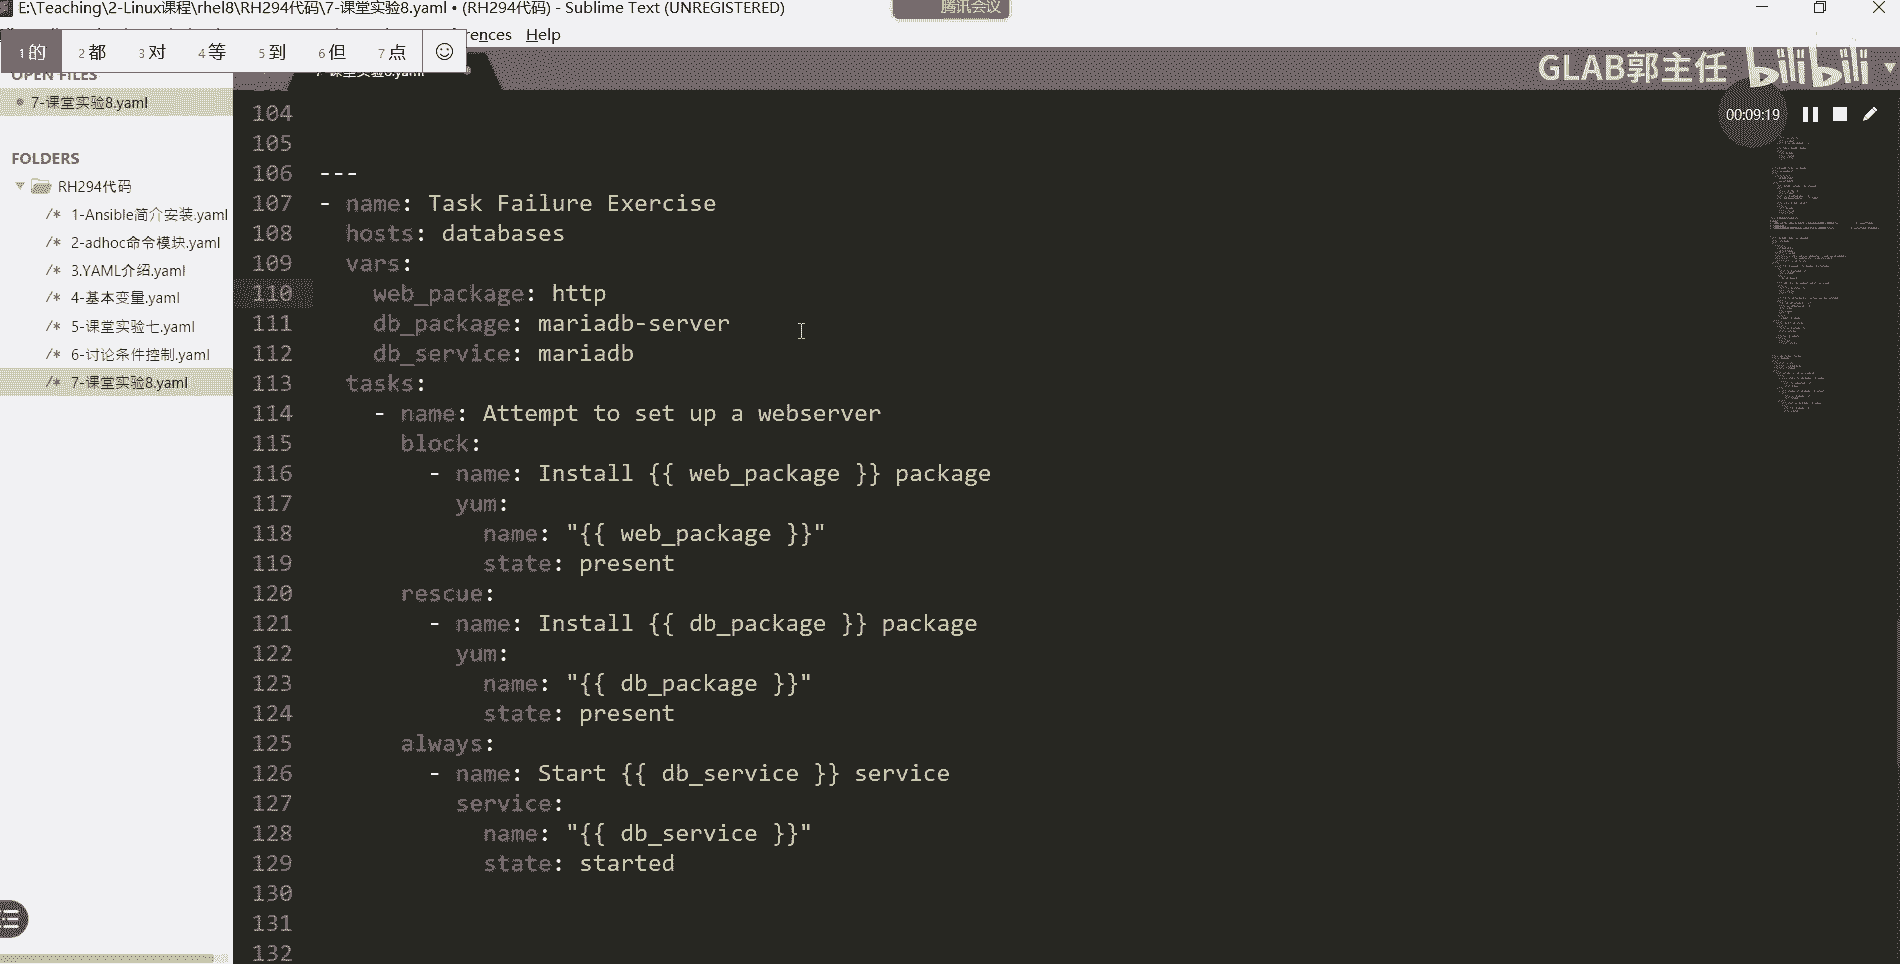 E:\Teaching\2-Linux课程\rhel8\RH294代码\7-课堂实验8.yaml • (RH294代码) - Sublime Text (UNREGISTERED)
腾讯会议
ferences Help
1的 2都 3对 4等 5到 6但 7点
OPEN FILES
7-课堂实验8.yaml
GLAB郭主任 bilibili
7-课堂实验8.yaml
00:09:19
FOLDERS
RH294代码
/* 1-Ansible简介安装.yaml
/* 2-adhoc命令模块.yaml
/* 3.YAML介绍.yaml
/* 4-基本变量.yaml
/* 5-课堂实验七.yaml
/* 6-讨论条件控制.yaml
/* 7-课堂实验8.yaml
104
105
106 ---
107 - name: Task Failure Exercise
108 hosts: databases
109 vars:
110 web_package: http
111 db_package: mariadb-server
112 db_service: mariadb
113 tasks:
114 - name: Attempt to set up a webserver
115 block:
116 - name: Install {{ web_package }} package
117 yum:
118 name: "{{ web_package }}"
119 state: present
120 rescue:
121 - name: Install {{ db_package }} package
122 yum:
123 name: "{{ db_package }}"
124 state: present
125 always:
126 - name: Start {{ db_service }} service
127 service:
128 name: "{{ db_service }}"
129 state: started
130
131
132